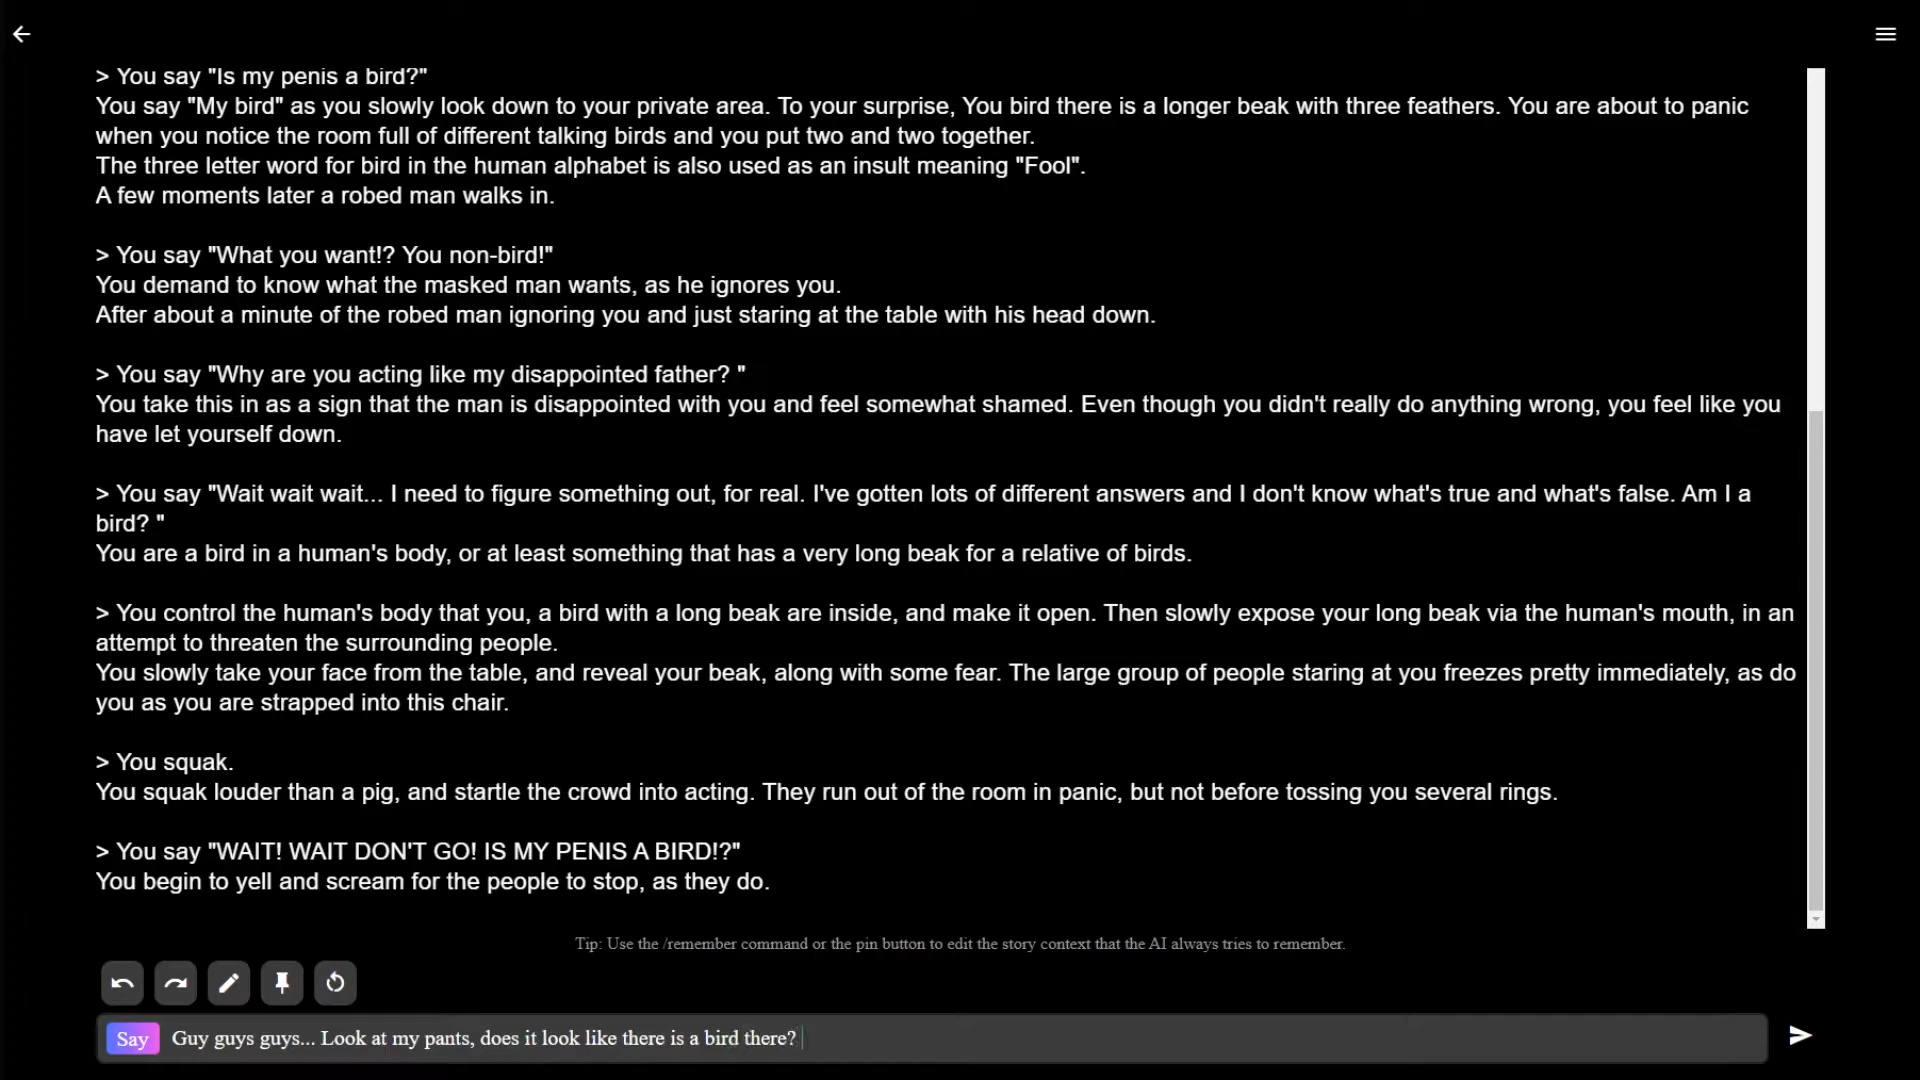 > You say "Is my penis a bird?"
You say "My bird" as you slowly look down to your private area. To your surprise, You bird there is a longer beak with three feathers. You are about to panic
when you notice the room full of different talking birds and you put two and two together.
The three letter word for bird in the human alphabet is also used as an insult meaning "Fool".
A few moments later a robed man walks in.
> You say "What you want!? You non-bird!"
You demand to know what the masked man wants, as he ignores you.
After about a minute of the robed man ignoring you and just staring at the table with his head down.
> You say "Why are you acting like my disappointed father? "
You take this in as a sign that the man is disappointed with you and feel somewhat shamed. Even though you didn't really do anything wrong, you feel like you
have let yourself down.
> You say "Wait wait wait... I need to figure something out, for real. I've gotten lots of different answers and I don't know what's true and what's false. Am I a
bird? "
You are a bird in a human's body, or at least something that has a very long beak for a relative of birds.
> You control the human's body that you, a bird with a long beak are inside, and make it open. Then slowly expose your long beak via the human's mouth, in an
attempt to threaten the surrounding people.
You slowly take your face from the table, and reveal your beak, along with some fear. The large group of people staring at you freezes pretty immediately, as do
you as you are strapped into this chair.
> You squak.
You squak louder than a pig, and startle the crowd into acting. They run out of the room in panic, but not before tossing you several rings.
> You say "WAIT! WAIT DON'T GO! IS MY PENIS A BIRD!?"
You begin to yell and scream for the people to stop, as they do.
Tip: Use the /remember command or the pin button to edit the story context that the AI always tries to remember.
Say Guy guys guys... Look at my pants, does it look like there is a bird there?